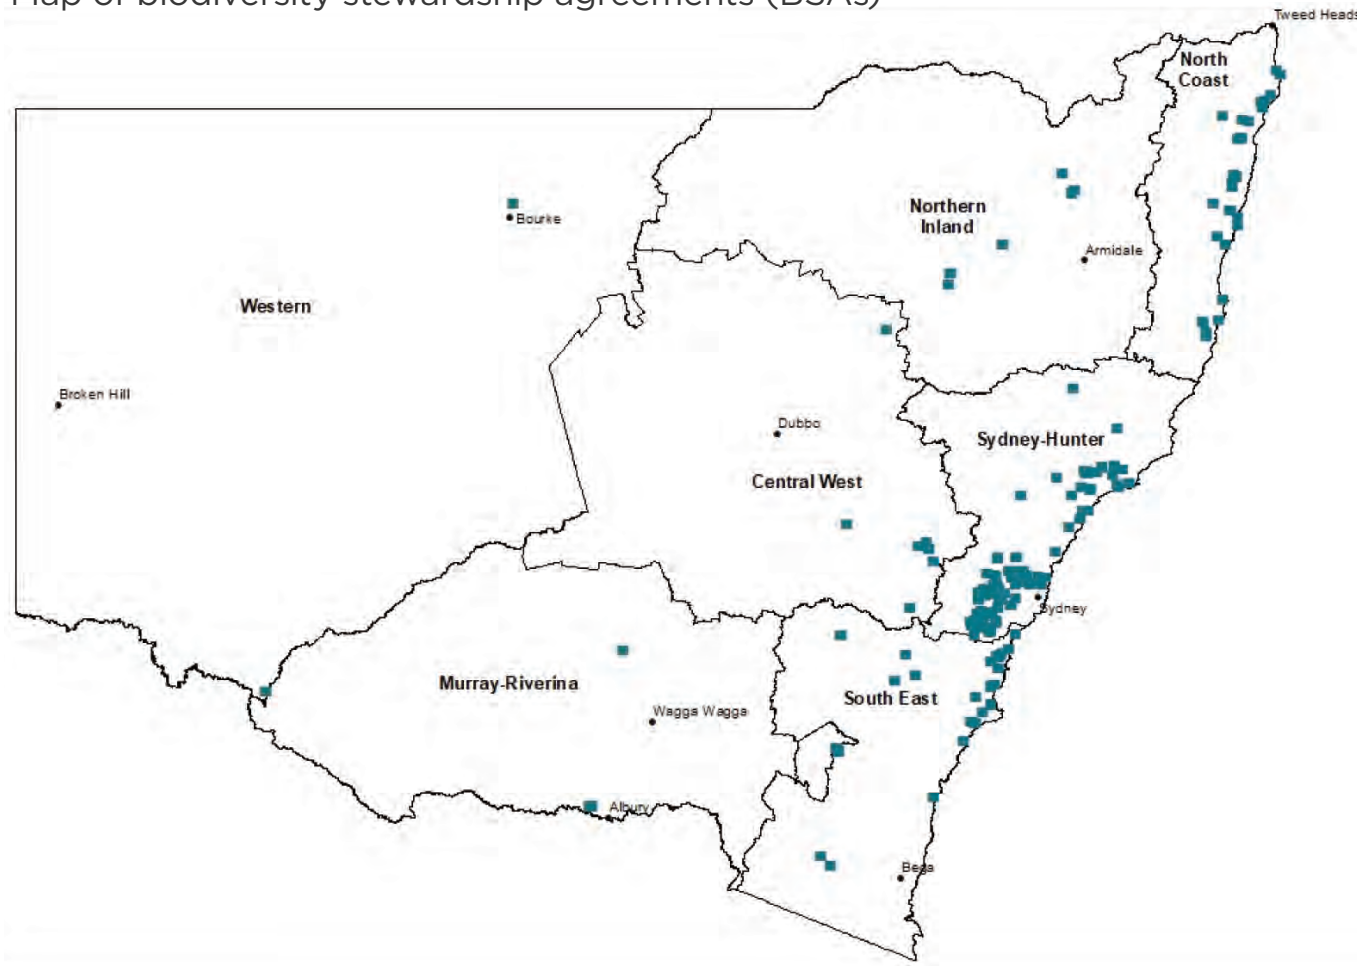 Map of biodiversity stewardship agreements (BSAs)
Tweed Heads
North
Coast
Northern
Inland
Bourke
Armidale
Western
Broken Hill
Dubbo
Sydney-Hunter
Central West
Sydney
Murray-Riverina
South East
Wagga Wagga
Albury
Bega